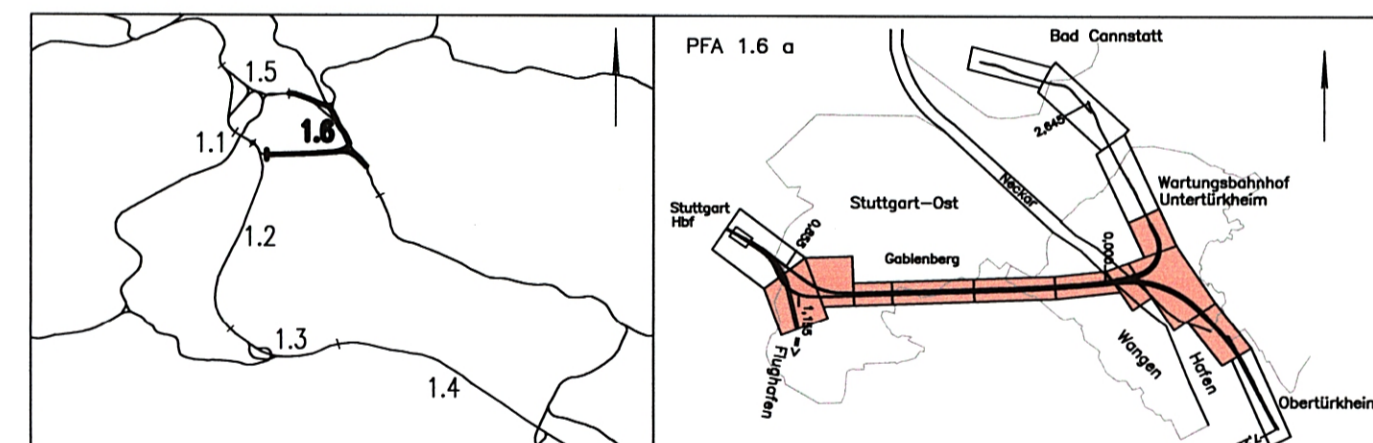 1.5
1.6
1.1
1.2
1.3
1.4
PFA 1.6 a
Bad Cannstatt
2,645
Neckar
Wartungsbahnhof
Untertürkheim
Stuttgart
Hbf
Stuttgart-Ost
0,855
Gablenberg
0,000
1,155
=>
Flughafen
Wangen
Hafen
Obertürkheim